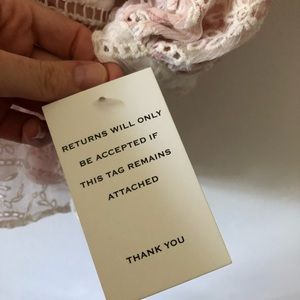 RETURNS WILL ONLY
BE ACCEPTED IF
THIS TAG REMAINS
ATTACHED
THANK YOU